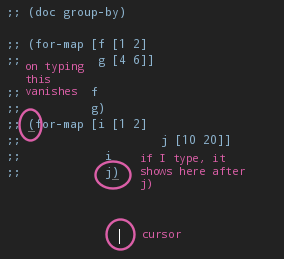 ;; (doc group-by)
;; (for-map [f [1 2]
;;           g [4 6]]
on typing
this
vanishes
;;          f
;;          g)
;; (for-map [i [1 2]
;;                    j [10 20]]
;;            i
;;            j)
if I type, it
shows here after
j)
cursor